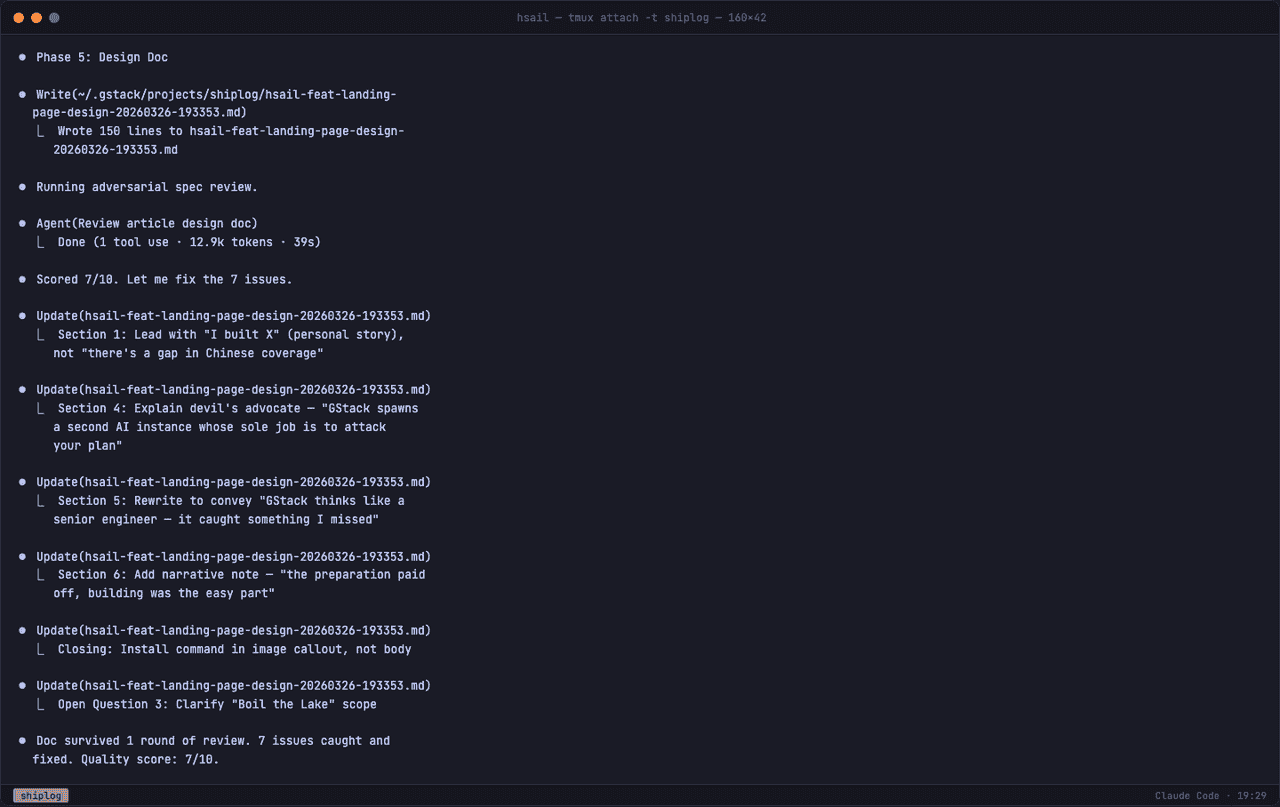 hsail — tmux attach -t shiplog — 160×42
● Phase 5: Design Doc
● Write(~/.gstack/projects/shiplog/hsail-feat-landing-
page-design-20260326-193353.md)
⎿ Wrote 150 lines to hsail-feat-landing-page-design-
20260326-193353.md
● Running adversarial spec review.
● Agent(Review article design doc)
⎿ Done (1 tool use · 12.9k tokens · 39s)
● Scored 7/10. Let me fix the 7 issues.
● Update(hsail-feat-landing-page-design-20260326-193353.md)
⎿ Section 1: Lead with "I built X" (personal story),
not "there's a gap in Chinese coverage"
● Update(hsail-feat-landing-page-design-20260326-193353.md)
⎿ Section 4: Explain devil's advocate — "GStack spawns
a second AI instance whose sole job is to attack
your plan"
● Update(hsail-feat-landing-page-design-20260326-193353.md)
⎿ Section 5: Rewrite to convey "GStack thinks like a
senior engineer — it caught something I missed"
● Update(hsail-feat-landing-page-design-20260326-193353.md)
⎿ Section 6: Add narrative note — "the preparation paid
off, building was the easy part"
● Update(hsail-feat-landing-page-design-20260326-193353.md)
⎿ Closing: Install command in image callout, not body
● Update(hsail-feat-landing-page-design-20260326-193353.md)
⎿ Open Question 3: Clarify "Boil the Lake" scope
● Doc survived 1 round of review. 7 issues caught and
fixed. Quality score: 7/10.
shiplog
Claude Code · 19:29